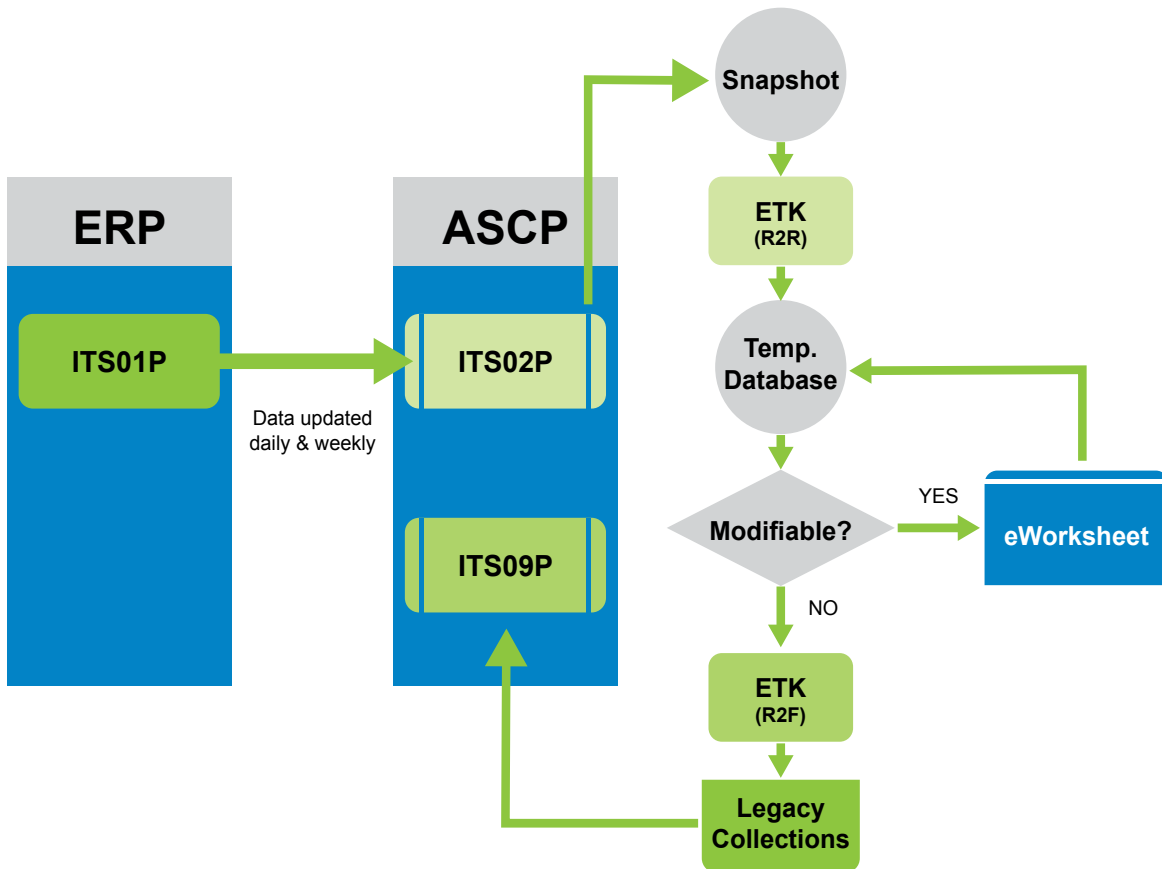 ERP
ITS01P
Data updated
daily & weekly
ASCP
ITS02P
ITS09P
Snapshot
ETK
(R2R)
Temp.
Database
Modifiable?
YES
eWorksheet
NO
ETK
(R2F)
Legacy
Collections